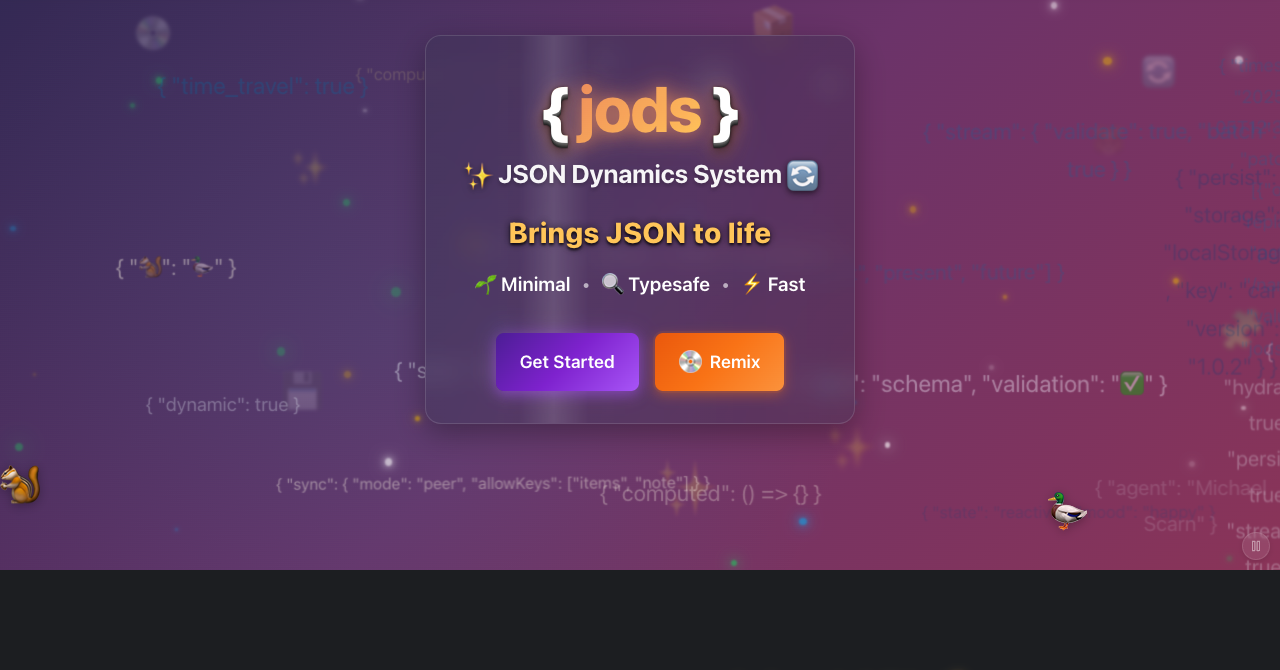 { "time_travel": true }
{ "compu
{ jods }
✨ JSON Dynamics System 🔄
Brings JSON to life
🌱 Minimal • 🔍 Typesafe • ⚡ Fast
Get Started
💿 Remix
{ "🐿️": "🦆" }
{ "persist
"storage":
"localStorag
"key": "car
"version"
"1.0.2" }
{ "s
": "schema", "validation": "✅" }
{ "dynamic": true }
{
"hydra
true
"persi
true
"strea
true
{ "sync": { "mode": "peer", "allowKeys": ["items", "note"] } }
{ "computed": () => {} }
{ "agent": "Michael
Scarn" }